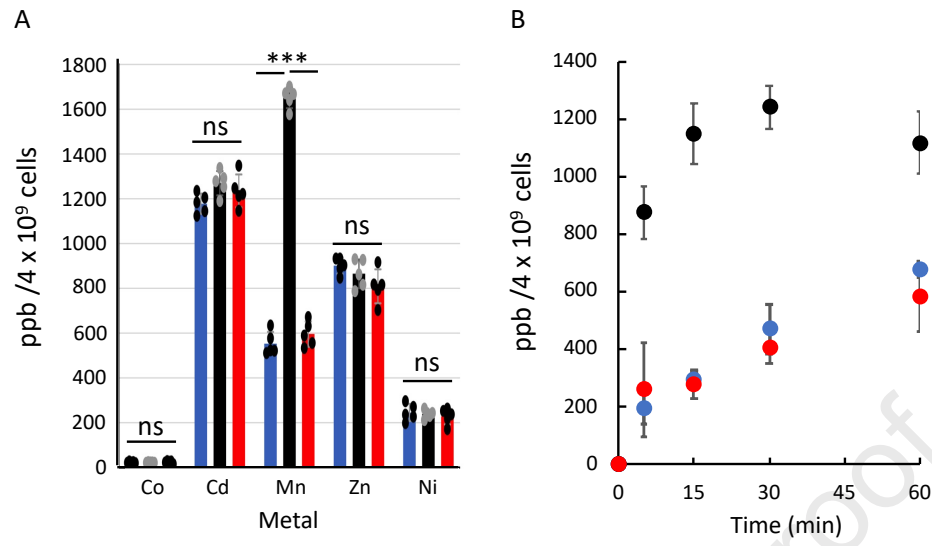 A
B
ppb /4 x 10⁹ cells
1800
1600
1400
1200
1000
800
600
400
200
0
ns
ns
***
ns
ns
Co Cd Mn Zn Ni
Metal
ppb /4 x 10⁹ cells
1400
1200
1000
800
600
400
200
0
0 15 30 45 60
Time (min)
roof